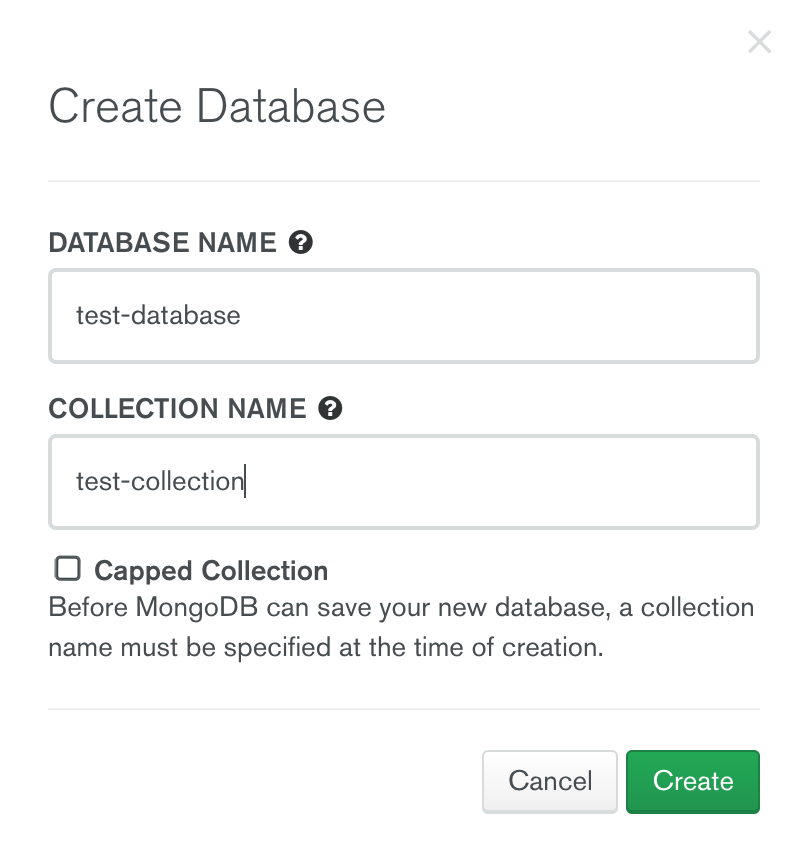 Create Database
DATABASE NAME
test-database
COLLECTION NAME
test-collection
Capped Collection
Before MongoDB can save your new database, a collection
name must be specified at the time of creation.
Cancel
Create